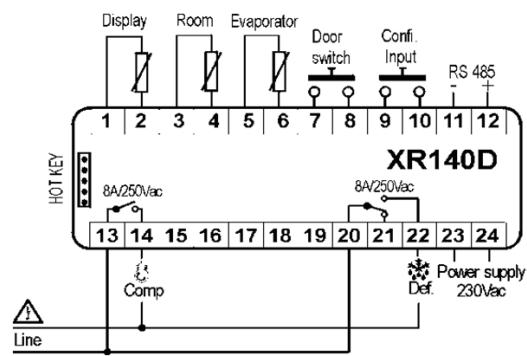 Display Room Evaporator
Door switch
Confi. Input
RS 485
- +
1 2 3 4 5 6 7 8 9 10 11 12
HOT KEY
XR140D
8A/250Vac
8A/250Vac
13 14 15 16 17 18 19 20 21 22 23 24
Comp
Def.
Power supply
230Vac
Line